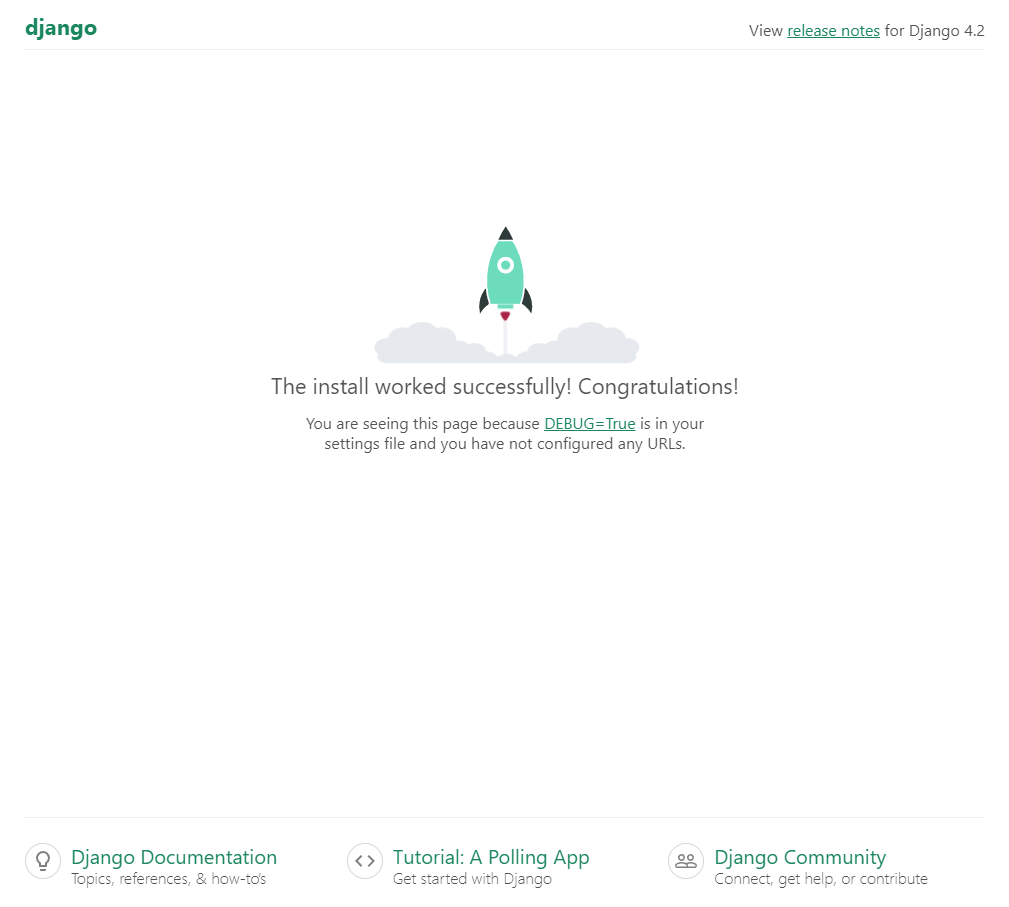 django
View release notes for Django 4.2
The install worked successfully! Congratulations!
You are seeing this page because DEBUG=True is in your
settings file and you have not configured any URLs.
Django Documentation
Topics, references, & how-to’s
Tutorial: A Polling App
Get started with Django
Django Community
Connect, get help, or contribute